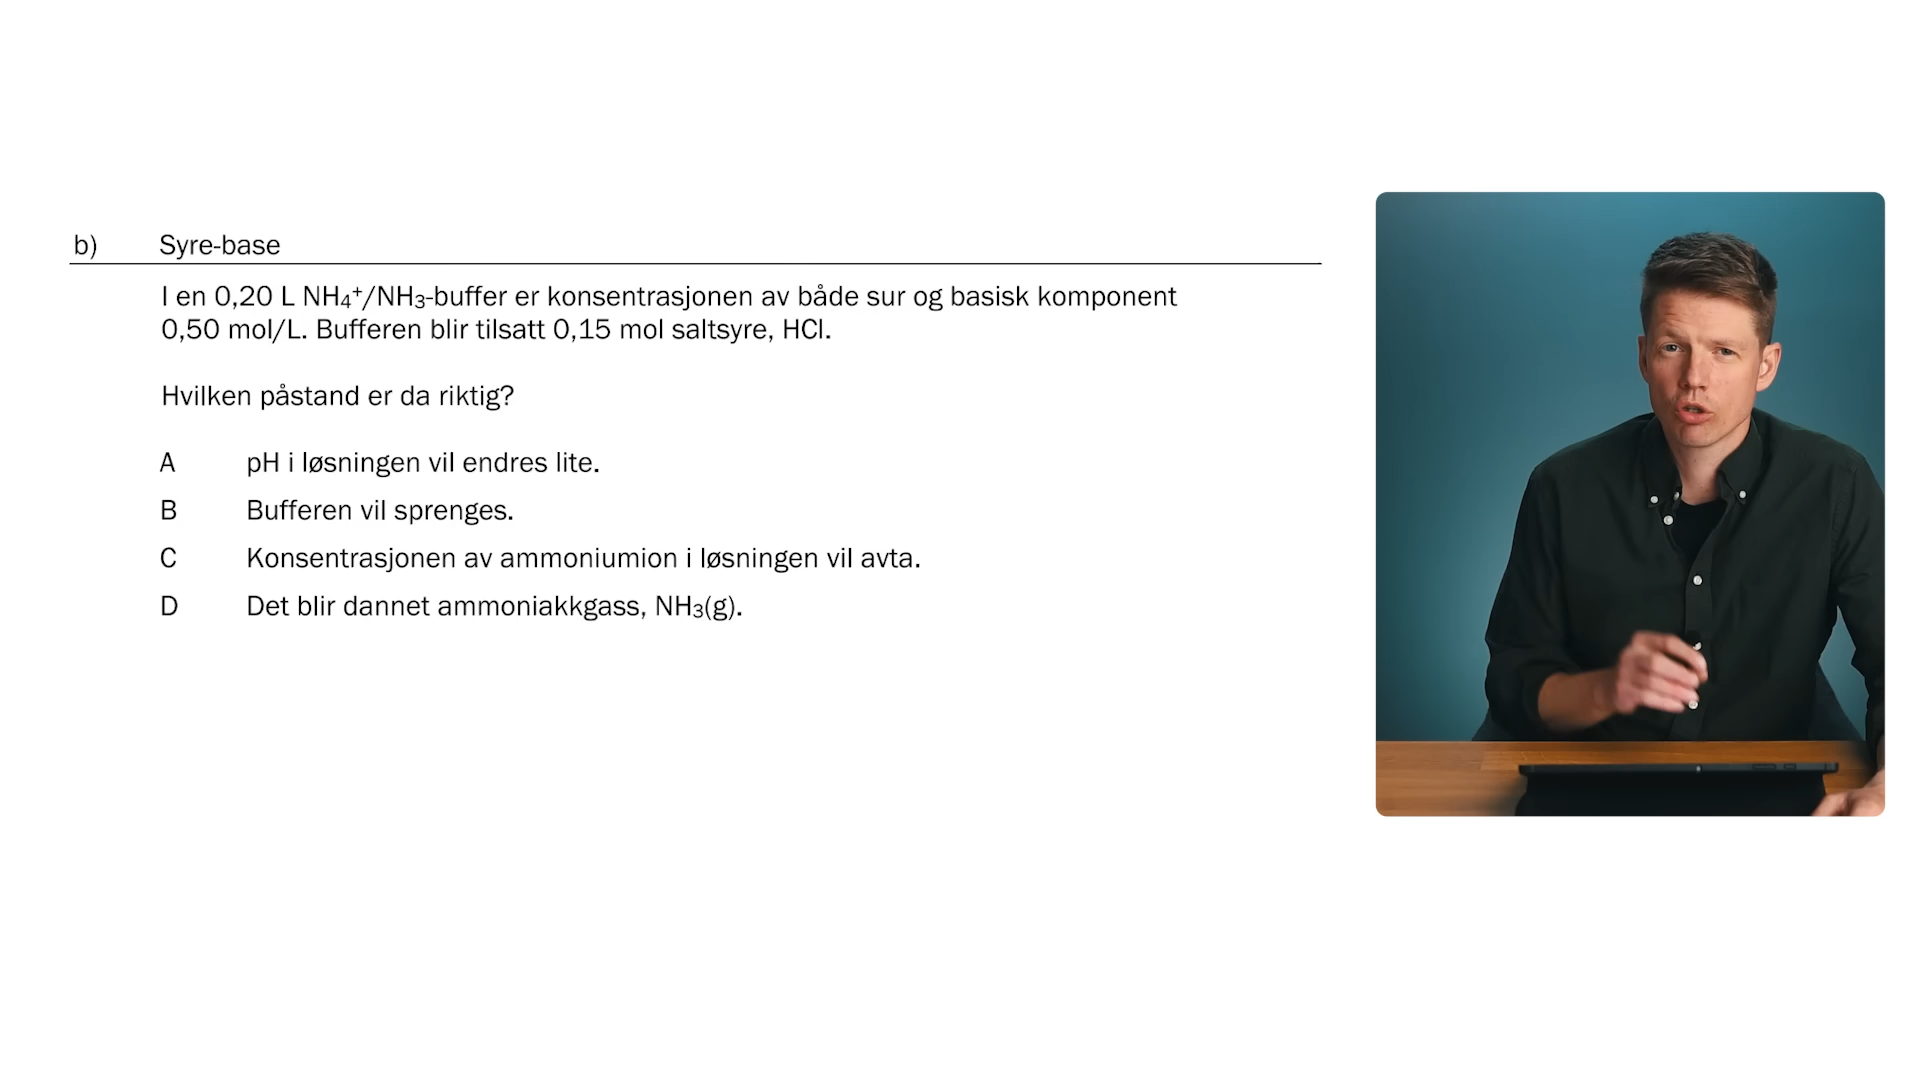 b) Syre-base
I en 0,20 L NH₄⁺/NH₃-buffer er konsentrasjonen av både sur og basisk komponent
0,50 mol/L. Bufferen blir tilsatt 0,15 mol saltsyre, HCl.
Hvilken påstand er da riktig?
A pH i løsningen vil endres lite.
B Bufferen vil sprenges.
C Konsentrasjonen av ammoniumion i løsningen vil avta.
D Det blir dannet ammoniakkgass, NH₃(g).